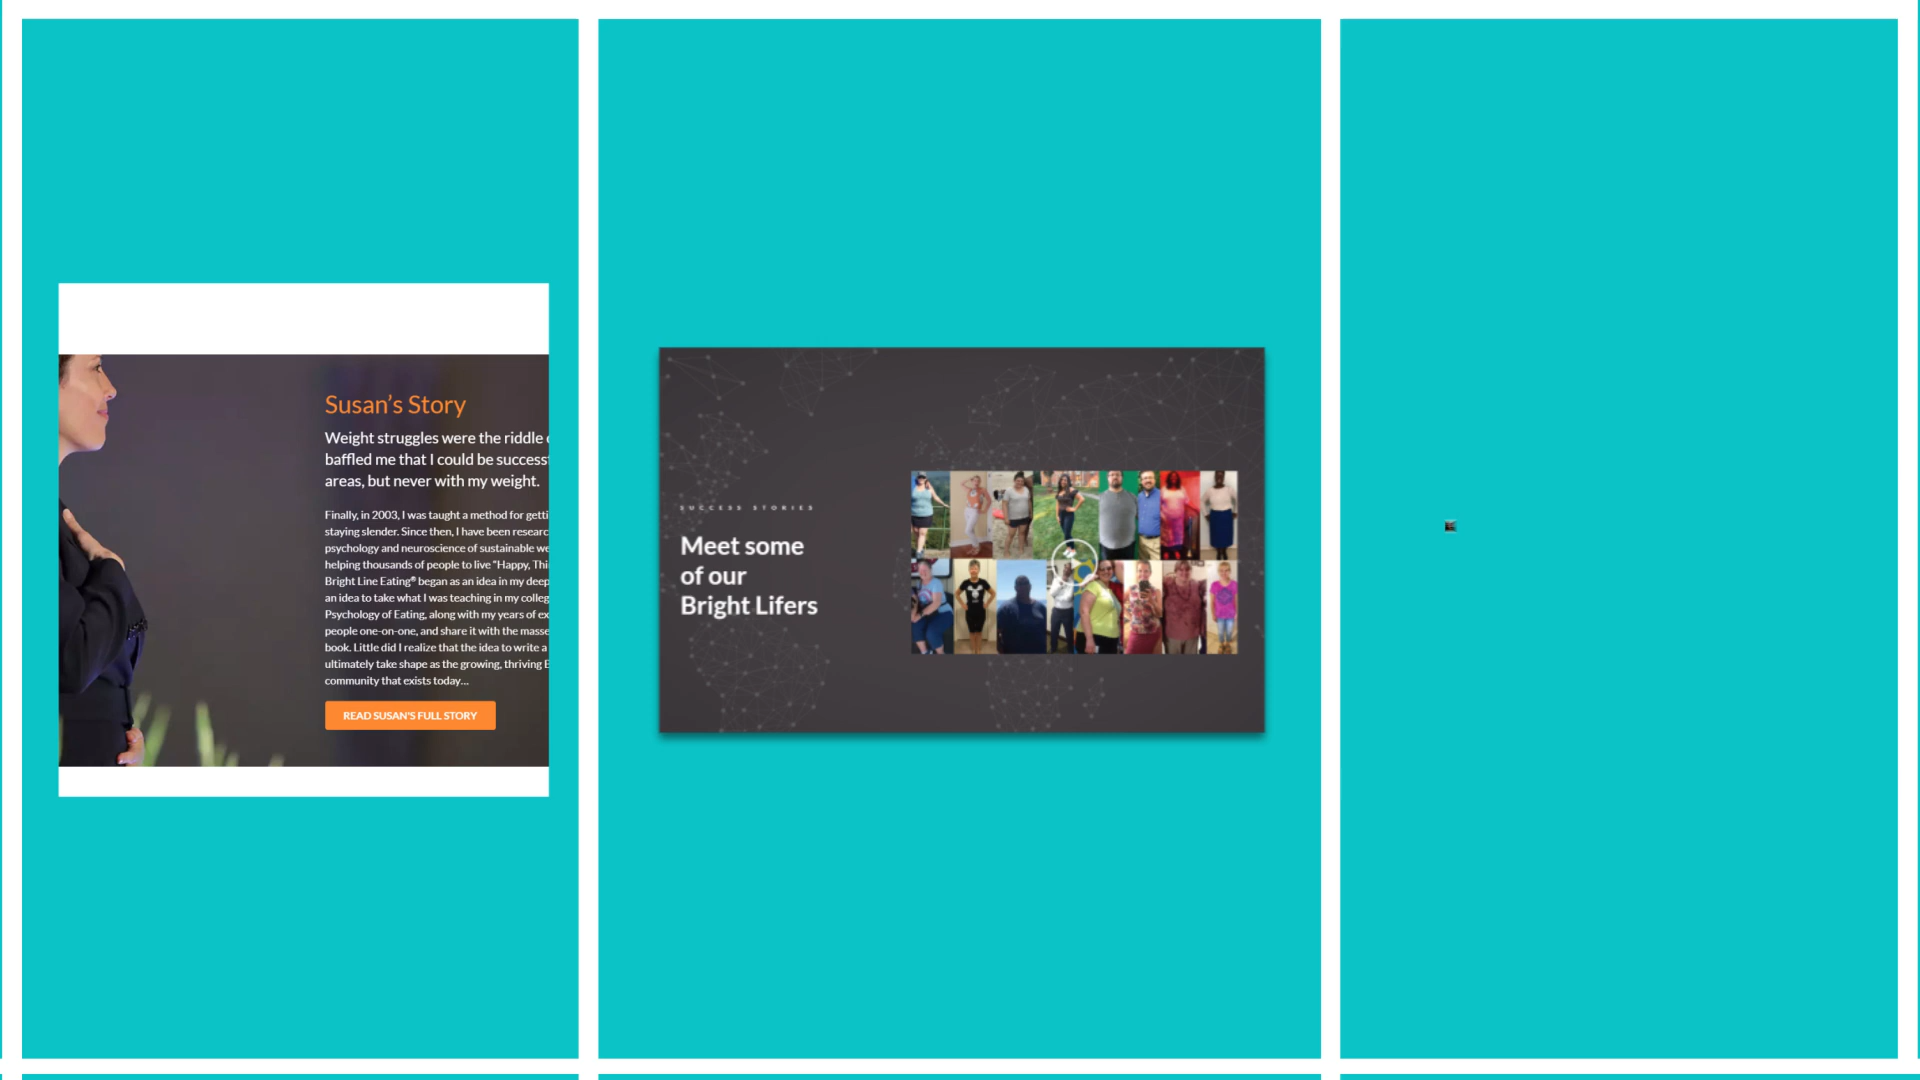 Susan's Story
Weight struggles were the riddle
baffled me that I could be success
areas, but never with my weight.
Finally, in 2003, I was taught a method for getti
staying slender. Since then, I have been researc
psychology and neuroscience of sustainable we
helping thousands of people to live “Happy, Thi
Bright Line Eating® began as an idea in my deep
an idea to take what I was teaching in my colleg
Psychology of Eating, along with my years of ex
people one-on-one, and share it with the masse
book. Little did I realize that the idea to write a
ultimately take shape as the growing, thriving B
community that exists today...
READ SUSAN'S FULL STORY
SUCCESS STORIES
Meet some
of our
Bright Lifers